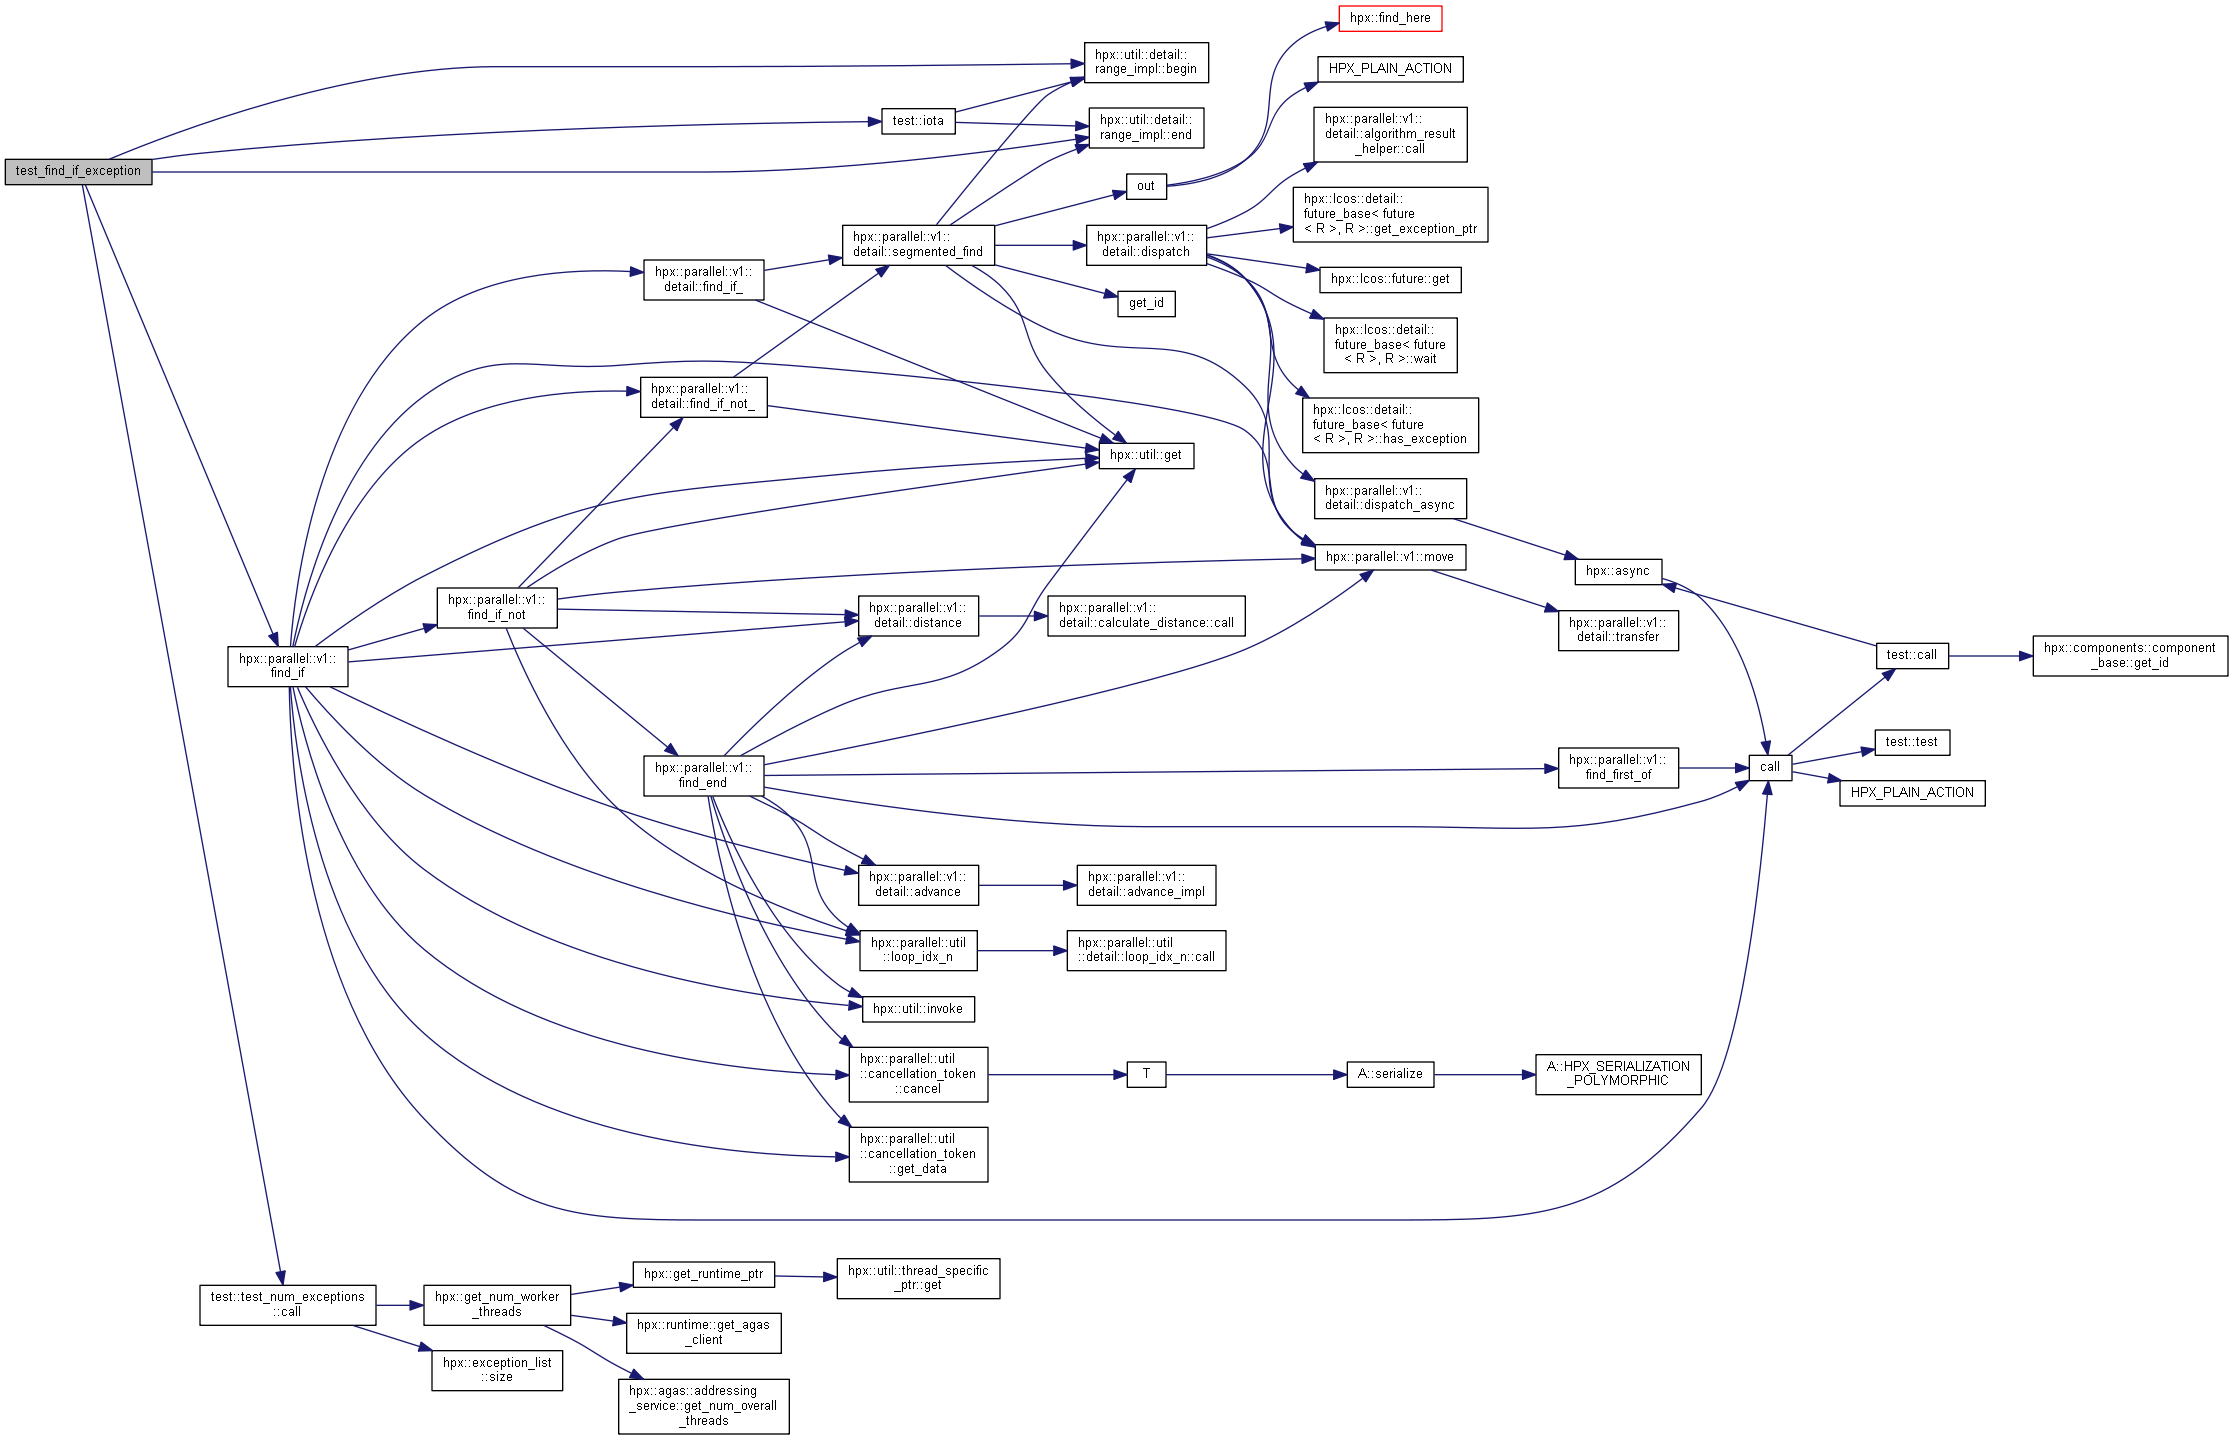 test_find_if_exception
hpx::parallel::v1::
find_if
test::test_num_exceptions
::call
hpx::parallel::v1::
find_if_not
hpx::get_num_worker
_threads
hpx::exception_list
::size
hpx::parallel::v1::
detail::find_if_
hpx::parallel::v1::
detail::find_if_not_
hpx::parallel::v1::
find_end
hpx::get_runtime_ptr
hpx::runtime::get_agas
_client
hpx::agas::addressing
_service::get_num_overall
_threads
test::iota
hpx::parallel::v1::
detail::segmented_find
hpx::parallel::v1::
detail::distance
hpx::parallel::v1::
detail::advance
hpx::parallel::util
::loop_idx_n
hpx::util::invoke
hpx::parallel::util
::cancellation_token
::cancel
hpx::parallel::util
::cancellation_token
::get_data
hpx::util::thread_specific
_ptr::get
hpx::util::detail::
range_impl::begin
hpx::util::detail::
range_impl::end
out
hpx::parallel::v1::
detail::dispatch
get_id
hpx::util::get
hpx::parallel::v1::
detail::calculate_distance::call
hpx::parallel::v1::
detail::advance_impl
hpx::parallel::util
::detail::loop_idx_n::call
T
hpx::find_here
HPX_PLAIN_ACTION
hpx::parallel::v1::
detail::algorithm_result
_helper::call
hpx::lcos::detail::
future_base< future
< R >, R >::get_exception_ptr
hpx::lcos::future::get
hpx::lcos::detail::
future_base< future
< R >, R >::wait
hpx::lcos::detail::
future_base< future
< R >, R >::has_exception
hpx::parallel::v1::
detail::dispatch_async
hpx::parallel::v1::move
A::serialize
hpx::async
hpx::parallel::v1::
detail::transfer
hpx::parallel::v1::
find_first_of
A::HPX_SERIALIZATION
_POLYMORPHIC
call
test::call
test::test
HPX_PLAIN_ACTION
hpx::components::component
_base::get_id